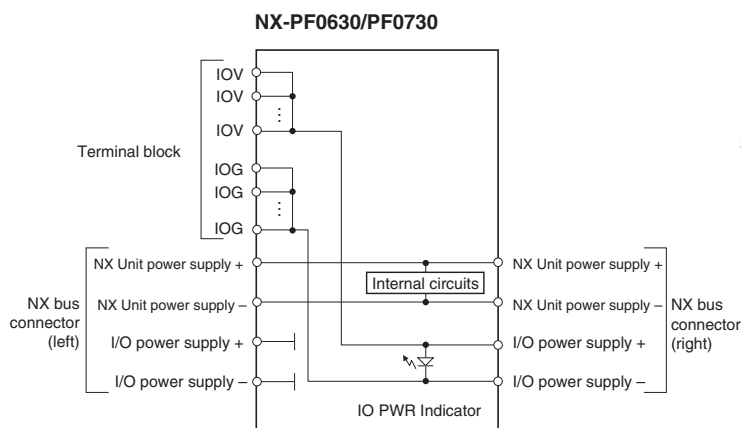 NX-PF0630/PF0730
IOV
IOV
⋮
IOV
Terminal block
IOG
IOG
⋮
IOG
NX Unit power supply +
NX Unit power supply +
Internal circuits
NX bus
connector
(left)
NX Unit power supply –
NX Unit power supply –
NX bus
connector
(right)
I/O power supply +
I/O power supply +
I/O power supply –
I/O power supply –
IO PWR Indicator